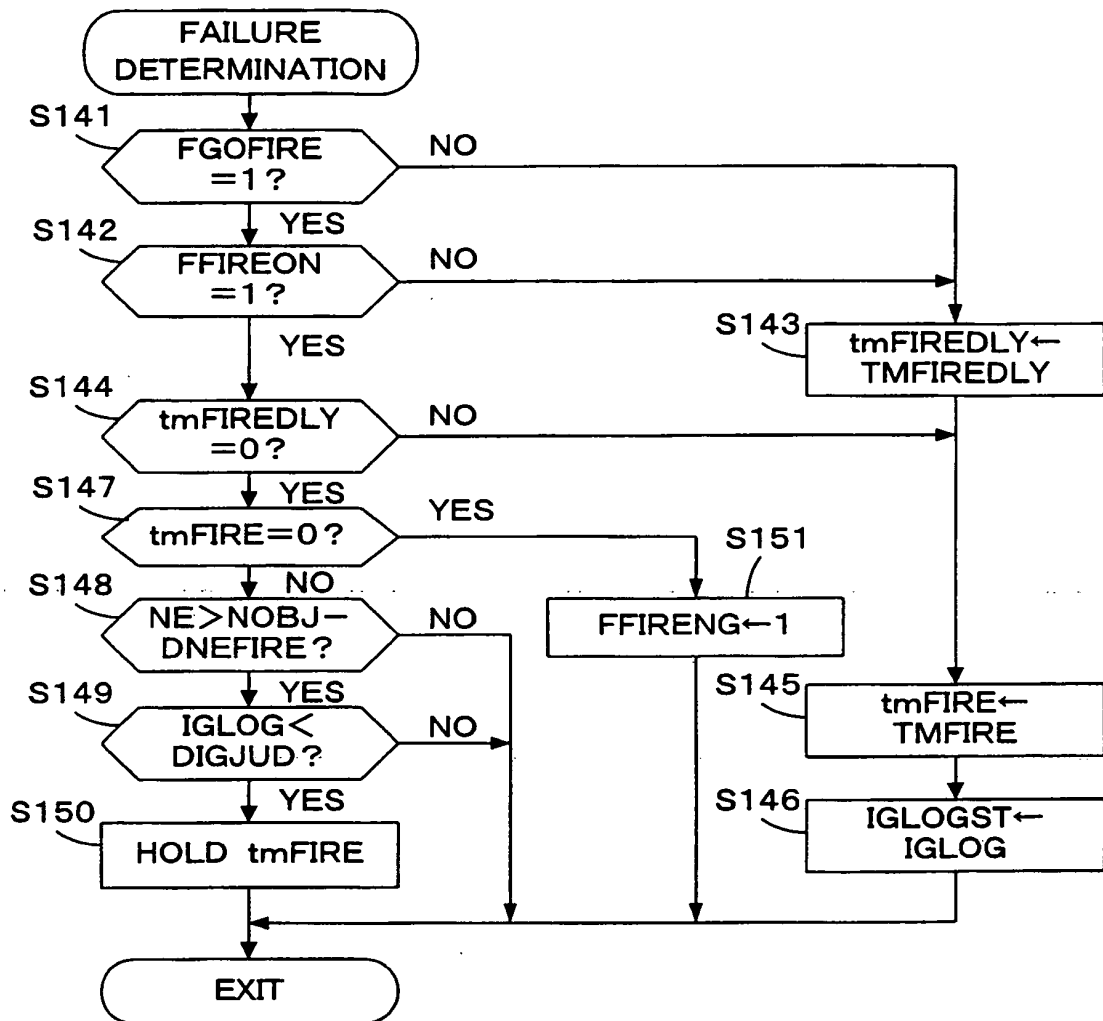 FAILURE
DETERMINATION
S141
FGOFIRE
=1?
NO
YES
S142
FFIREON
=1?
NO
YES
S143
tmFIREDLY←
TMFIREDLY
S144
tmFIREDLY
=0?
NO
YES
S147
tmFIRE=0?
YES
NO
S151
FFIRENG←1
S148
NE>NOBJ−
DNEFIRE?
NO
YES
S149
IGLOG<
DIGJUD?
NO
YES
S145
tmFIRE←
TMFIRE
S150
HOLD tmFIRE
S146
IGLOGST←
IGLOG
EXIT